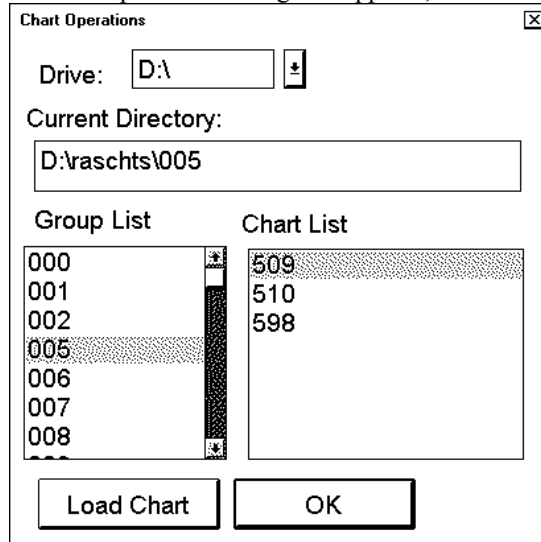 Chart Operations
Drive:
D:\
Current Directory:
D:\raschts\005
Group List
Chart List
000
001
002
005
006
007
008
509
510
598
Load Chart
OK